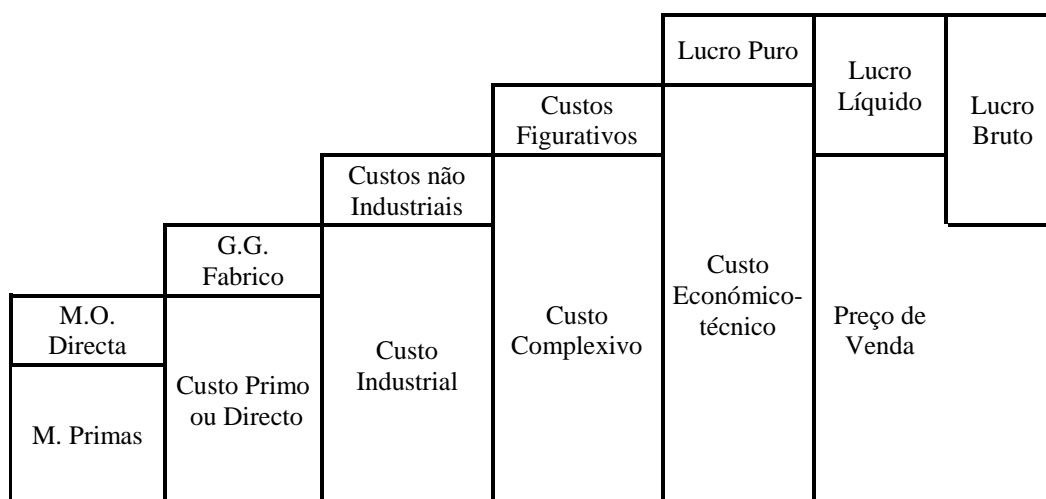 Lucro Puro
Lucro
Líquido
Lucro
Bruto
Custos
Figurativos
Custos não
Industriais
G.G.
Fabrico
Custo
Económico-
técnico
M.O.
Directa
Custo
Complexivo
Preço de
Venda
Custo
Industrial
Custo Primo
ou Directo
M. Primas